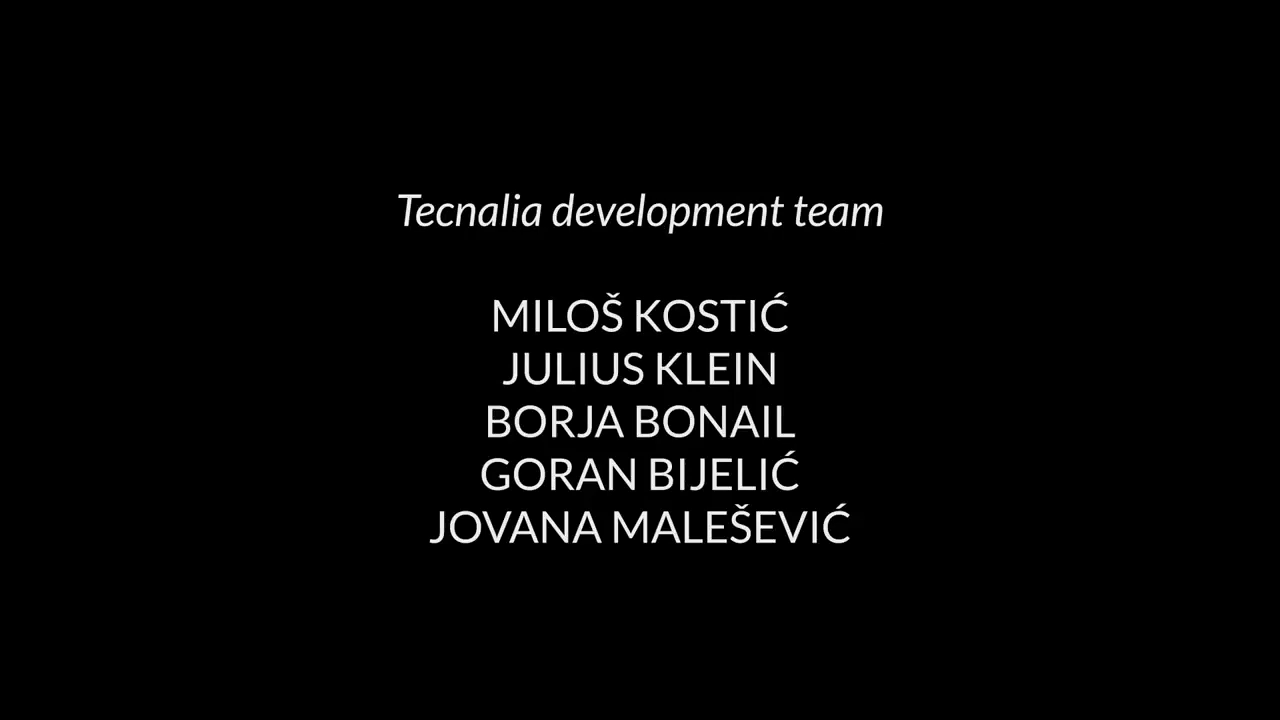 Tecnalia development team
MILOŠ KOSTIĆ
JULIUS KLEIN
BORJA BONAIL
GORAN BIJELIĆ
JOVANA MALEŠEVIĆ